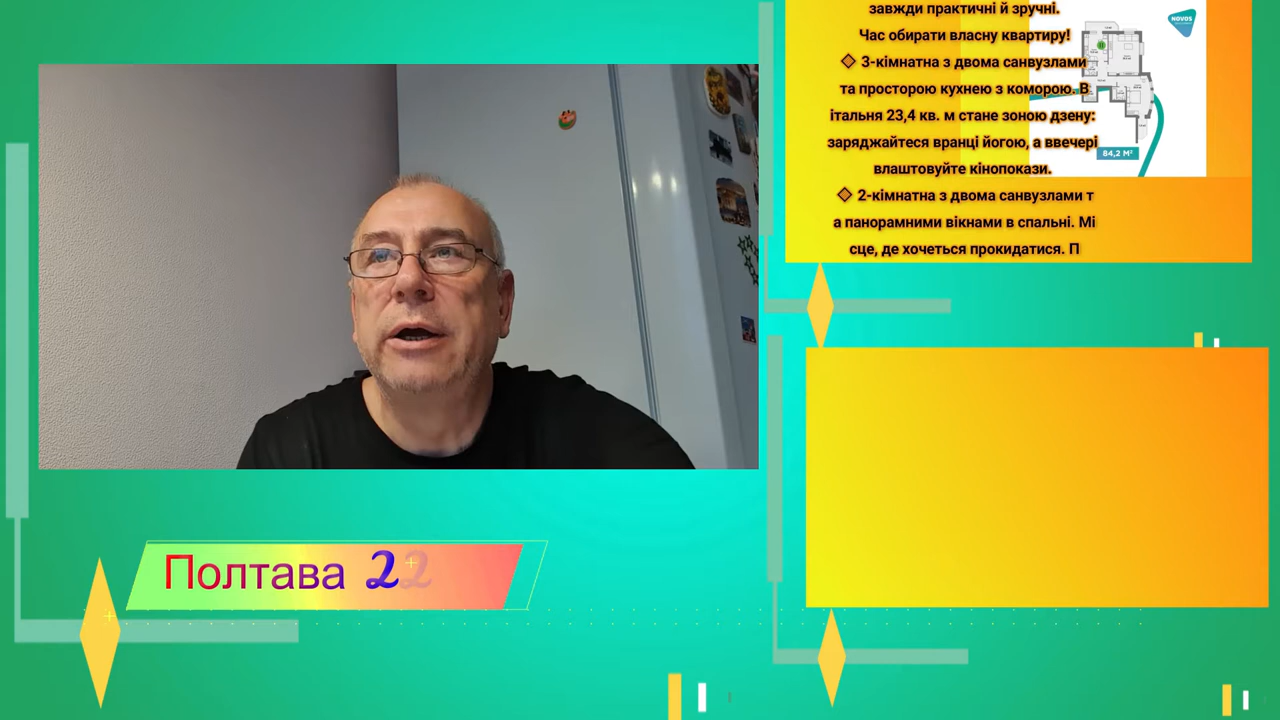 завжди практичні й зручні.
Час обирати власну квартиру!
3-кімнатна з двома санвузлами
та просторою кухнею з коморою. В
італьня 23,4 кв. м стане зоною дзену:
заряджайтеся вранці йогою, а ввечері
влаштовуйте кінопокази.
2-кімнатна з двома санвузлами т
а панорамними вікнами в спальні. Мі
сце, де хочеться прокидатися. П
NOVOS
84,2 М²
Полтава 22